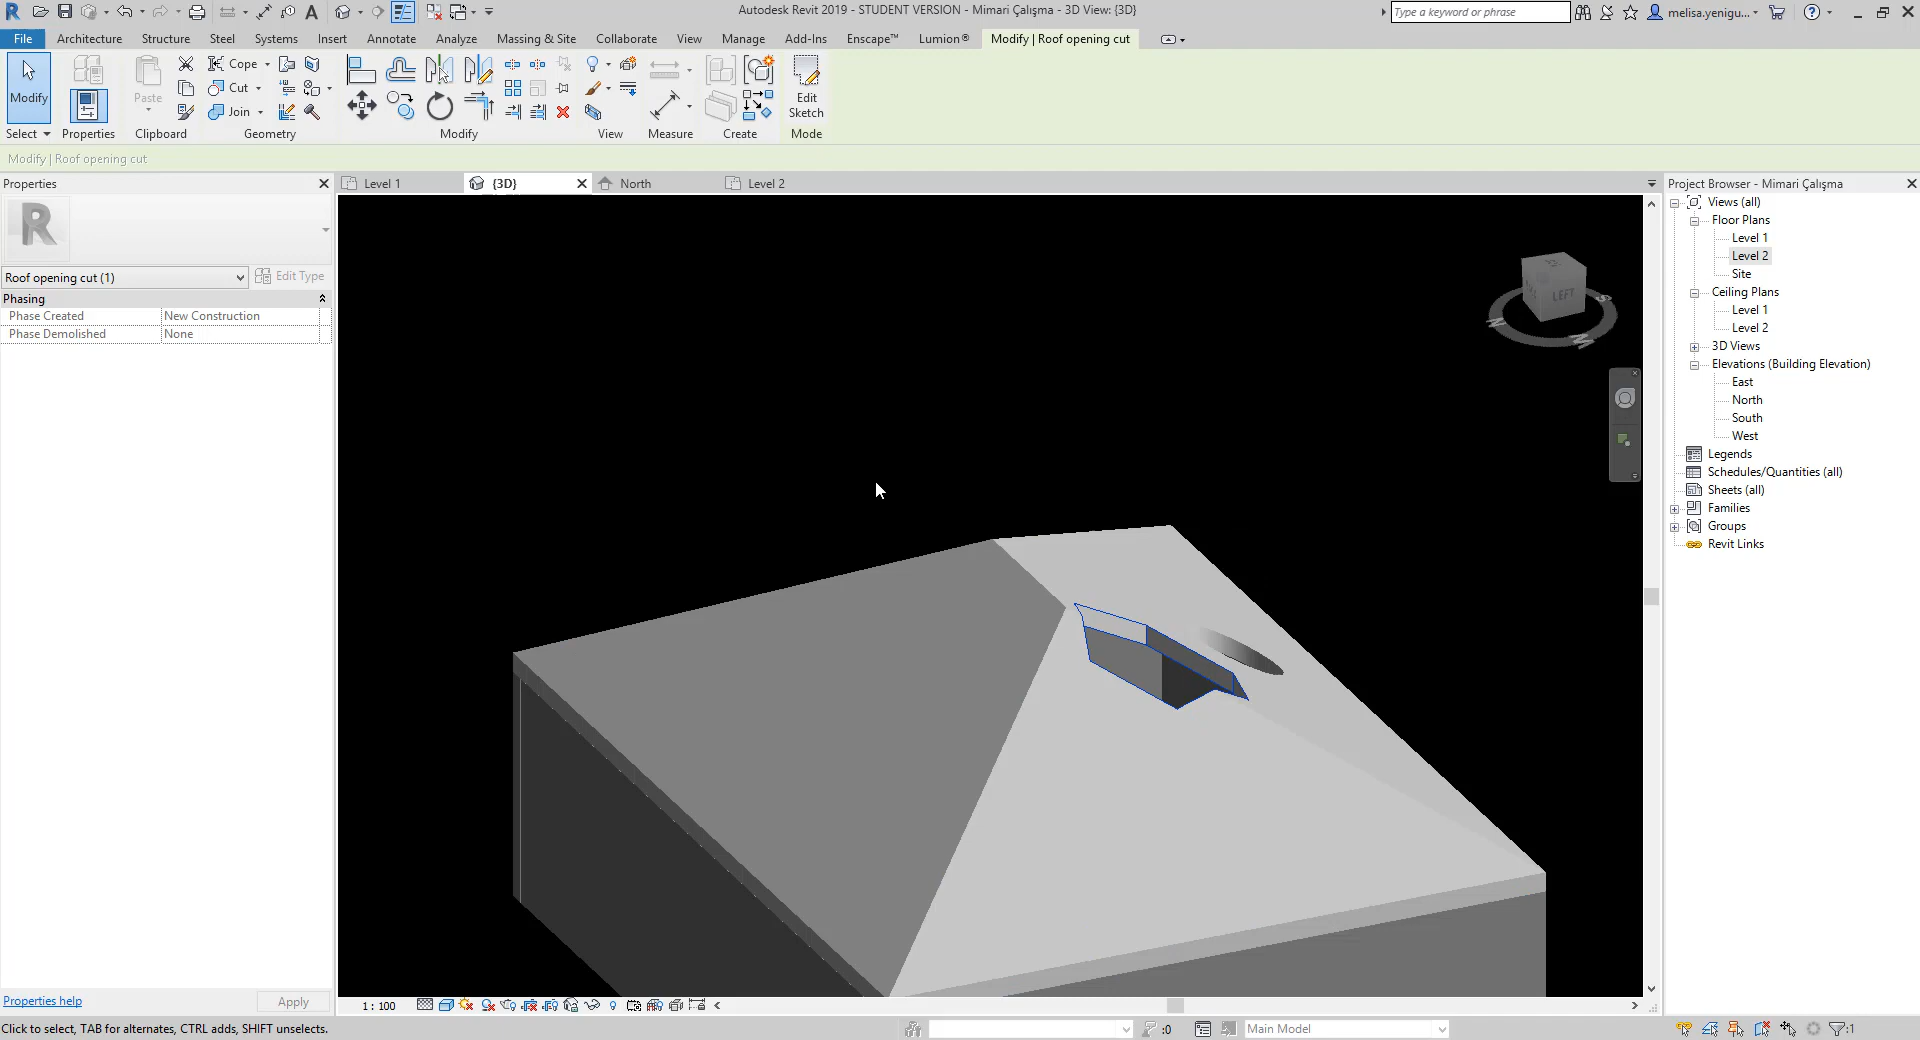 Autodesk Revit 2019 - STUDENT VERSION - Mimari Çalışma - 3D View: {3D}
Type a keyword or phrase
melisa.yenigu...
File
Architecture
Structure
Steel
Systems
Insert
Annotate
Analyze
Massing & Site
Collaborate
View
Manage
Add-Ins
Enscape™
Lumion®
Modify | Roof opening cut
Modify
Paste
Cope
Cut
Join
Edit
Sketch
Select
Properties
Clipboard
Geometry
Modify
View
Measure
Create
Mode
Modify | Roof opening cut
Properties
Level 1
{3D}
North
Level 2
Project Browser - Mimari Çalışma
R
Roof opening cut (1)
Edit Type
Phasing
Phase Created
New Construction
Phase Demolished
None
LEFT
Views (all)
Floor Plans
Level 1
Level 2
Site
Ceiling Plans
Level 1
Level 2
3D Views
Elevations (Building Elevation)
East
North
South
West
Legends
Schedules/Quantities (all)
Sheets (all)
Families
Groups
Revit Links
Properties help
Apply
1 : 100
Click to select, TAB for alternates, CTRL adds, SHIFT unselects.
:0
Main Model
:1